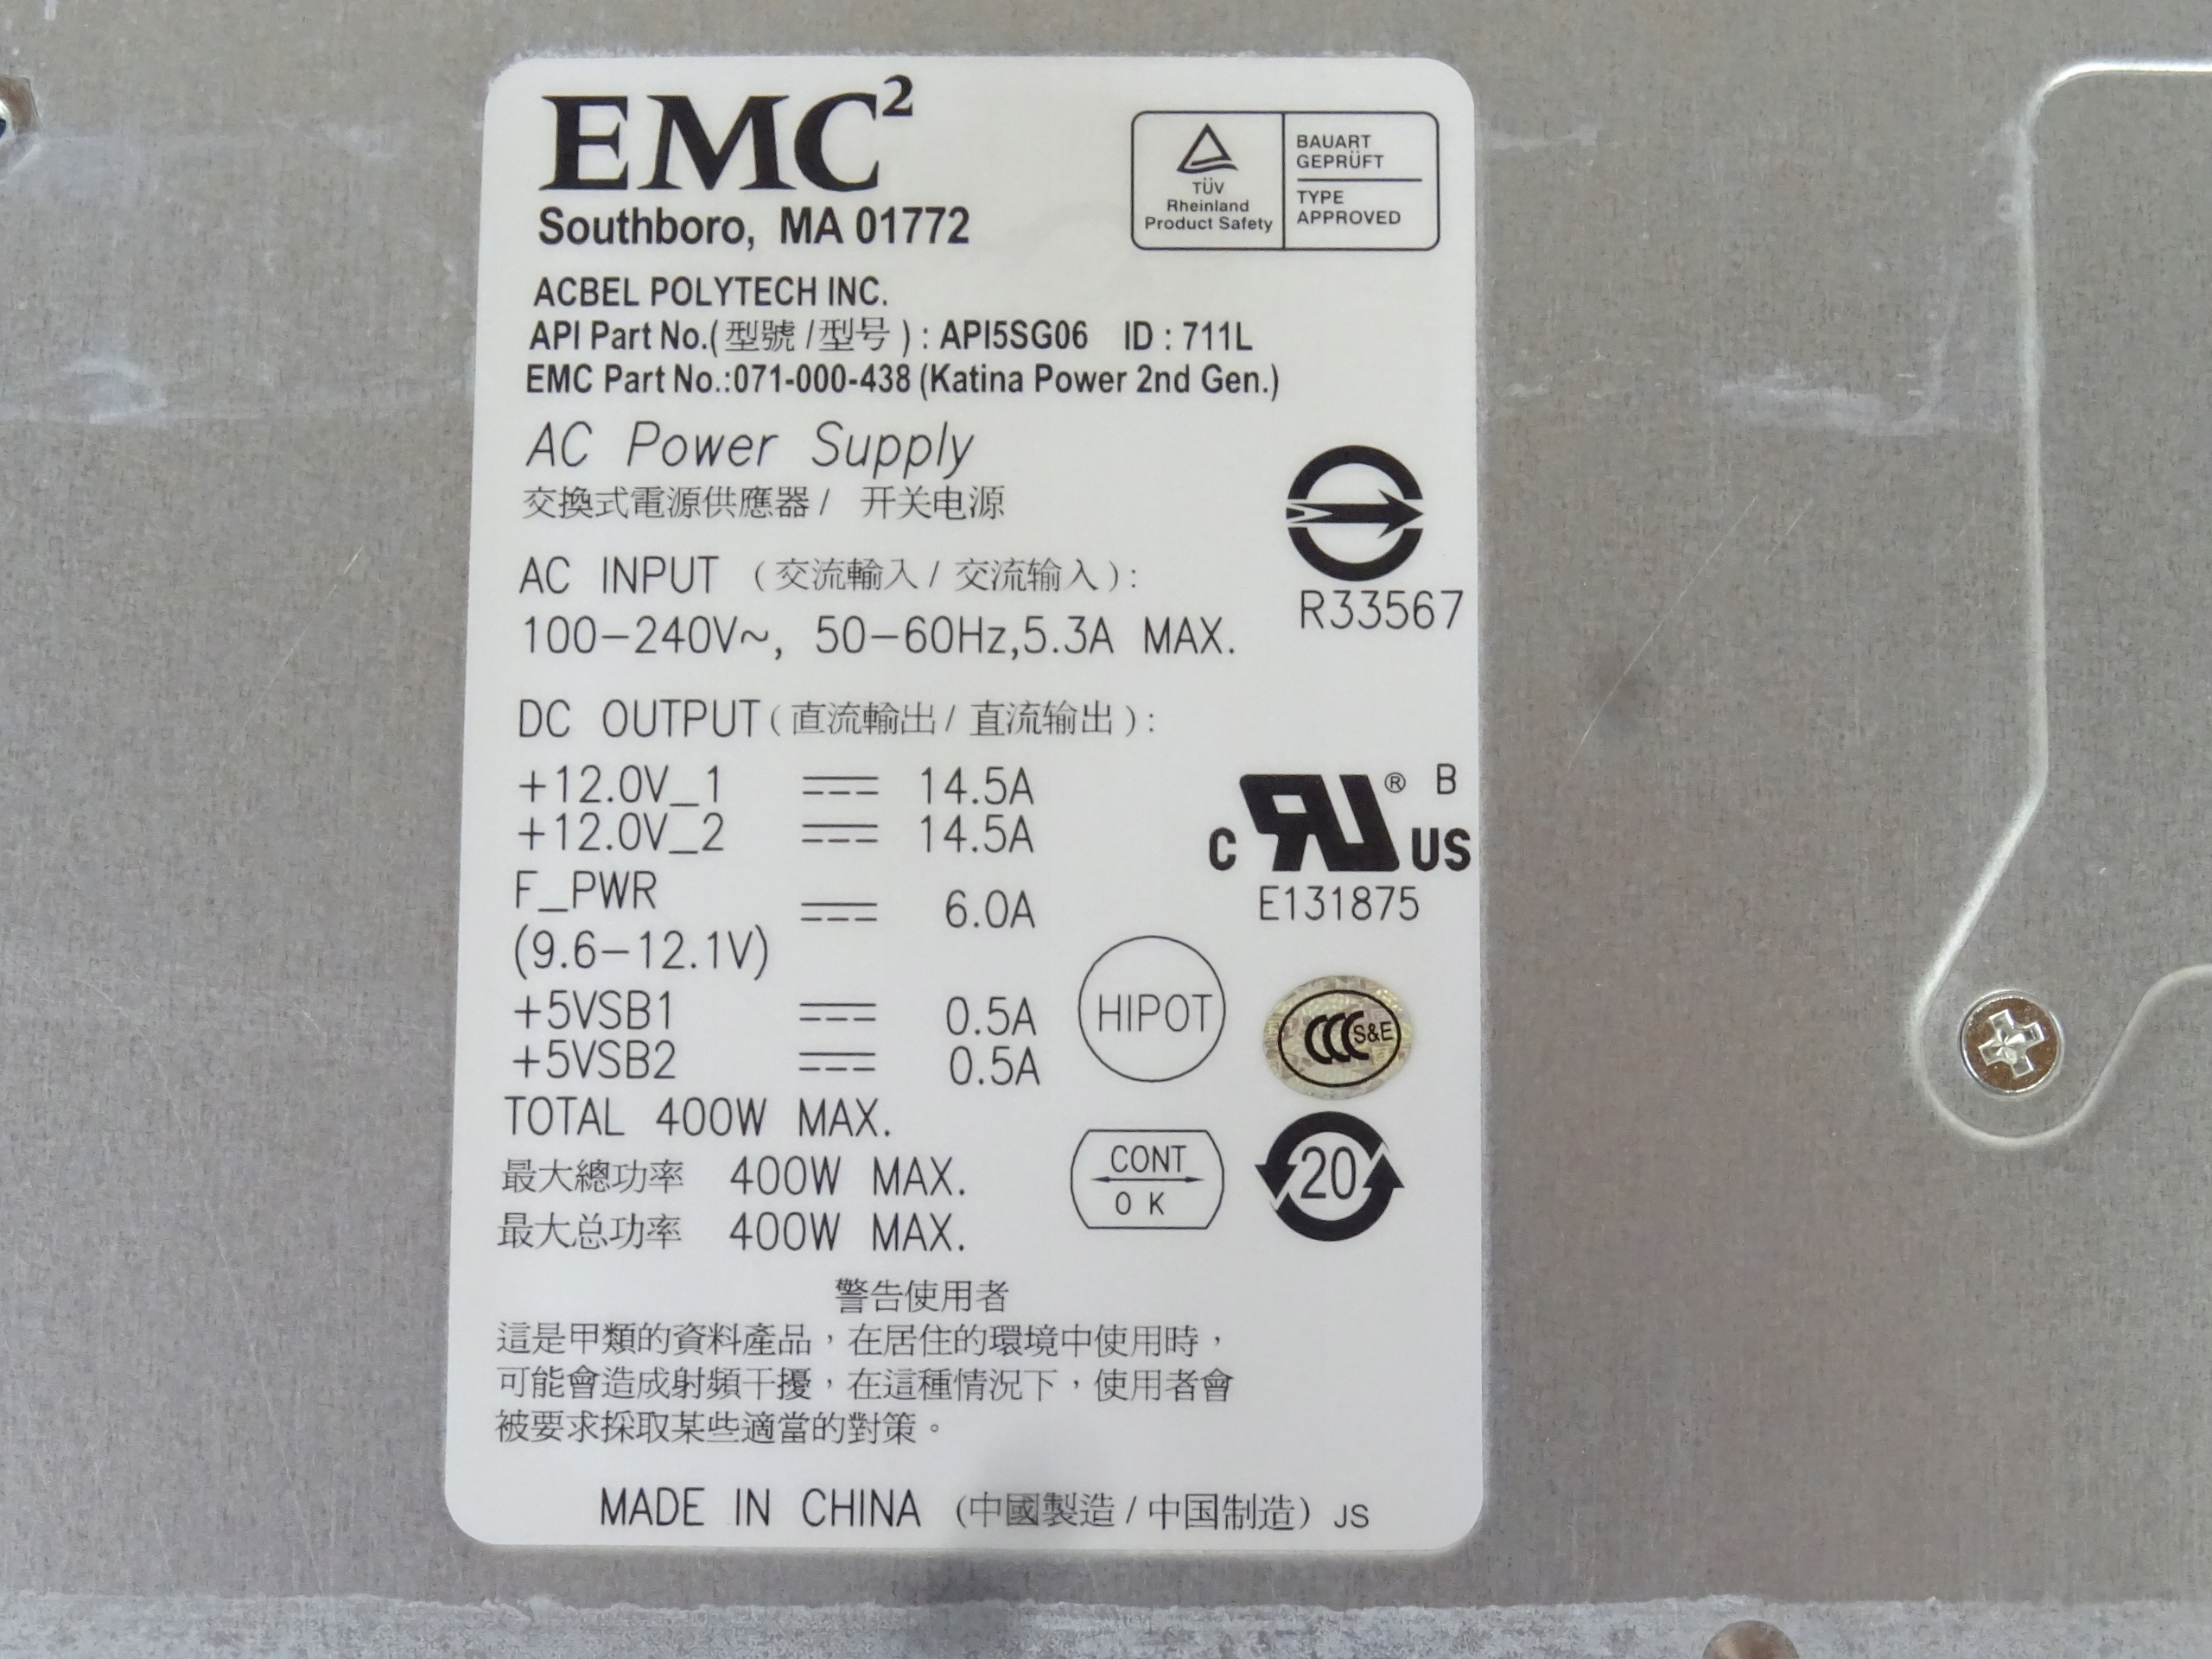 EMC²
Southboro, MA 01772
TÜV
Rheinland
Product Safety
BAUART
GEPRÜFT
TYPE
APPROVED
ACBEL POLYTECH INC.
API Part No.(型號/型号) : API5SG06 ID : 711L
EMC Part No.:071-000-438 (Katina Power 2nd Gen.)
AC Power Supply
交換式電源供應器/ 开关电源
R33567
AC INPUT (交流輸入/交流输入):
100-240V~, 50-60Hz,5.3A MAX.
DC OUTPUT(直流輸出/直流输出):
+12.0V_1 14.5A
+12.0V_2 14.5A
F_PWR 6.0A
(9.6-12.1V)
+5VSB1 0.5A
+5VSB2 0.5A
C RU ® US B
E131875
HIPOT
CCC S&E
TOTAL 400W MAX.
最大總功率 400W MAX.
最大总功率 400W MAX.
CONT
OK
20
警告使用者
這是甲類的資料產品，在居住的環境中使用時，
可能會造成射頻干擾，在這種情況下，使用者會
被要求採取某些適當的對策。
MADE IN CHINA (中國製造/中国制造) JS